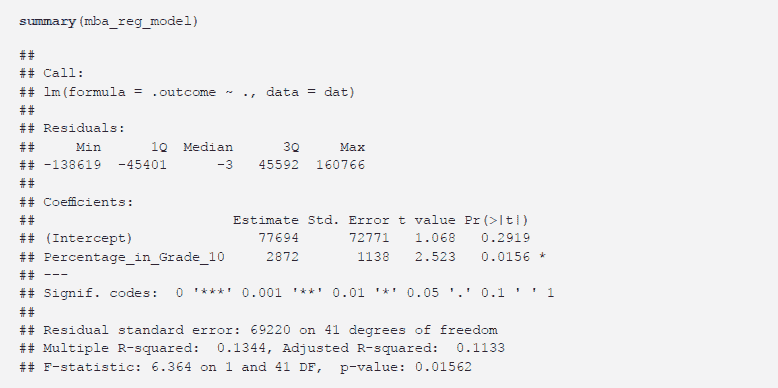 summary(mba_reg_model)
##
## Call:
## lm(formula = .outcome ~ ., data = dat)
##
## Residuals:
##     Min      1Q  Median      3Q     Max
## -138619  -45401      -3   45592  160766
##
## Coefficients:
##                     Estimate Std. Error t value Pr(>|t|)
## (Intercept)            77694      72771   1.068   0.2919
## Percentage_in_Grade_10     2872       1138   2.523   0.0156 *
## ---
## Signif. codes:  0 '***' 0.001 '**' 0.01 '*' 0.05 '.' 0.1 ' ' 1
##
## Residual standard error: 69220 on 41 degrees of freedom
## Multiple R-squared:  0.1344, Adjusted R-squared:  0.1133
## F-statistic: 6.364 on 1 and 41 DF,  p-value: 0.01562